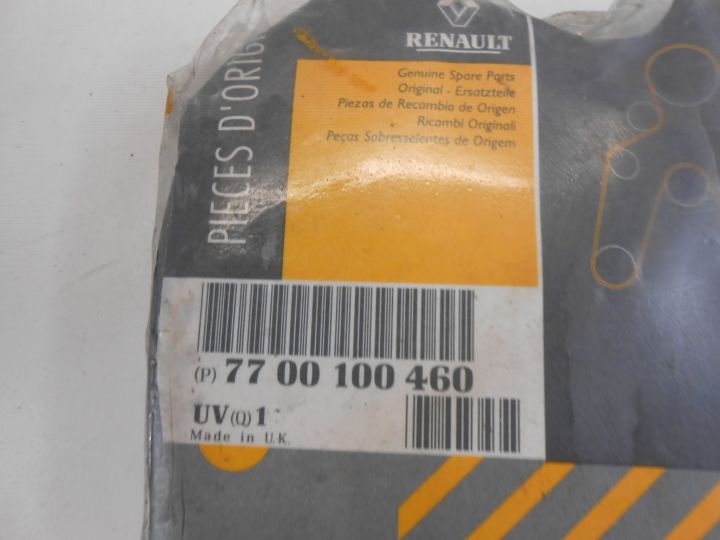 RENAULT
Genuine Spare Parts
Original - Ersatzteile
Piezas de Recambio de Origen
Ricambi Originali
Peças Sobresselentes de Origem
PIECES D'ORIG
(P) 77 00 100 460
UV (Q) 1
Made in U.K.